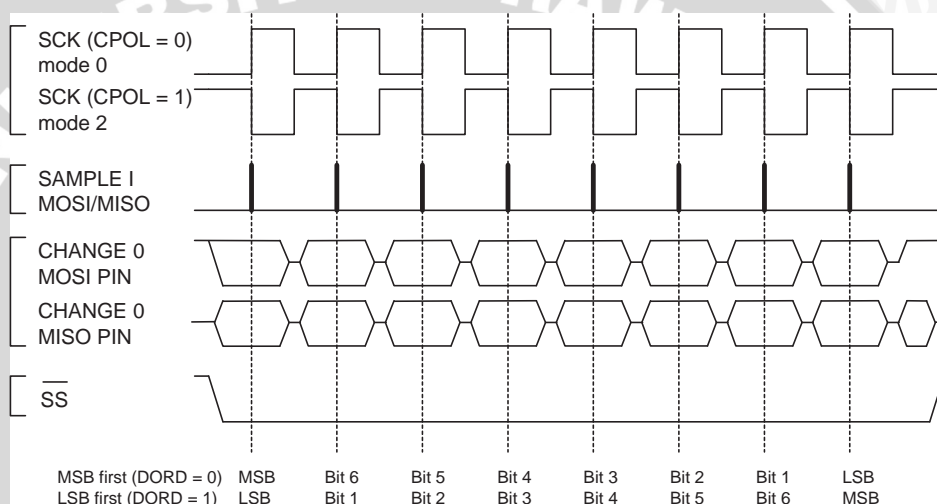 SCK (CPOL = 0)
mode 0
SCK (CPOL = 1)
mode 2
SAMPLE I
MOSI/MISO
CHANGE 0
MOSI PIN
CHANGE 0
MISO PIN
SS
MSB first (DORD = 0) MSB Bit 6 Bit 5 Bit 4 Bit 3 Bit 2 Bit 1 LSB
LSB first (DORD = 1) LSB Bit 1 Bit 2 Bit 3 Bit 4 Bit 5 Bit 6 MSB